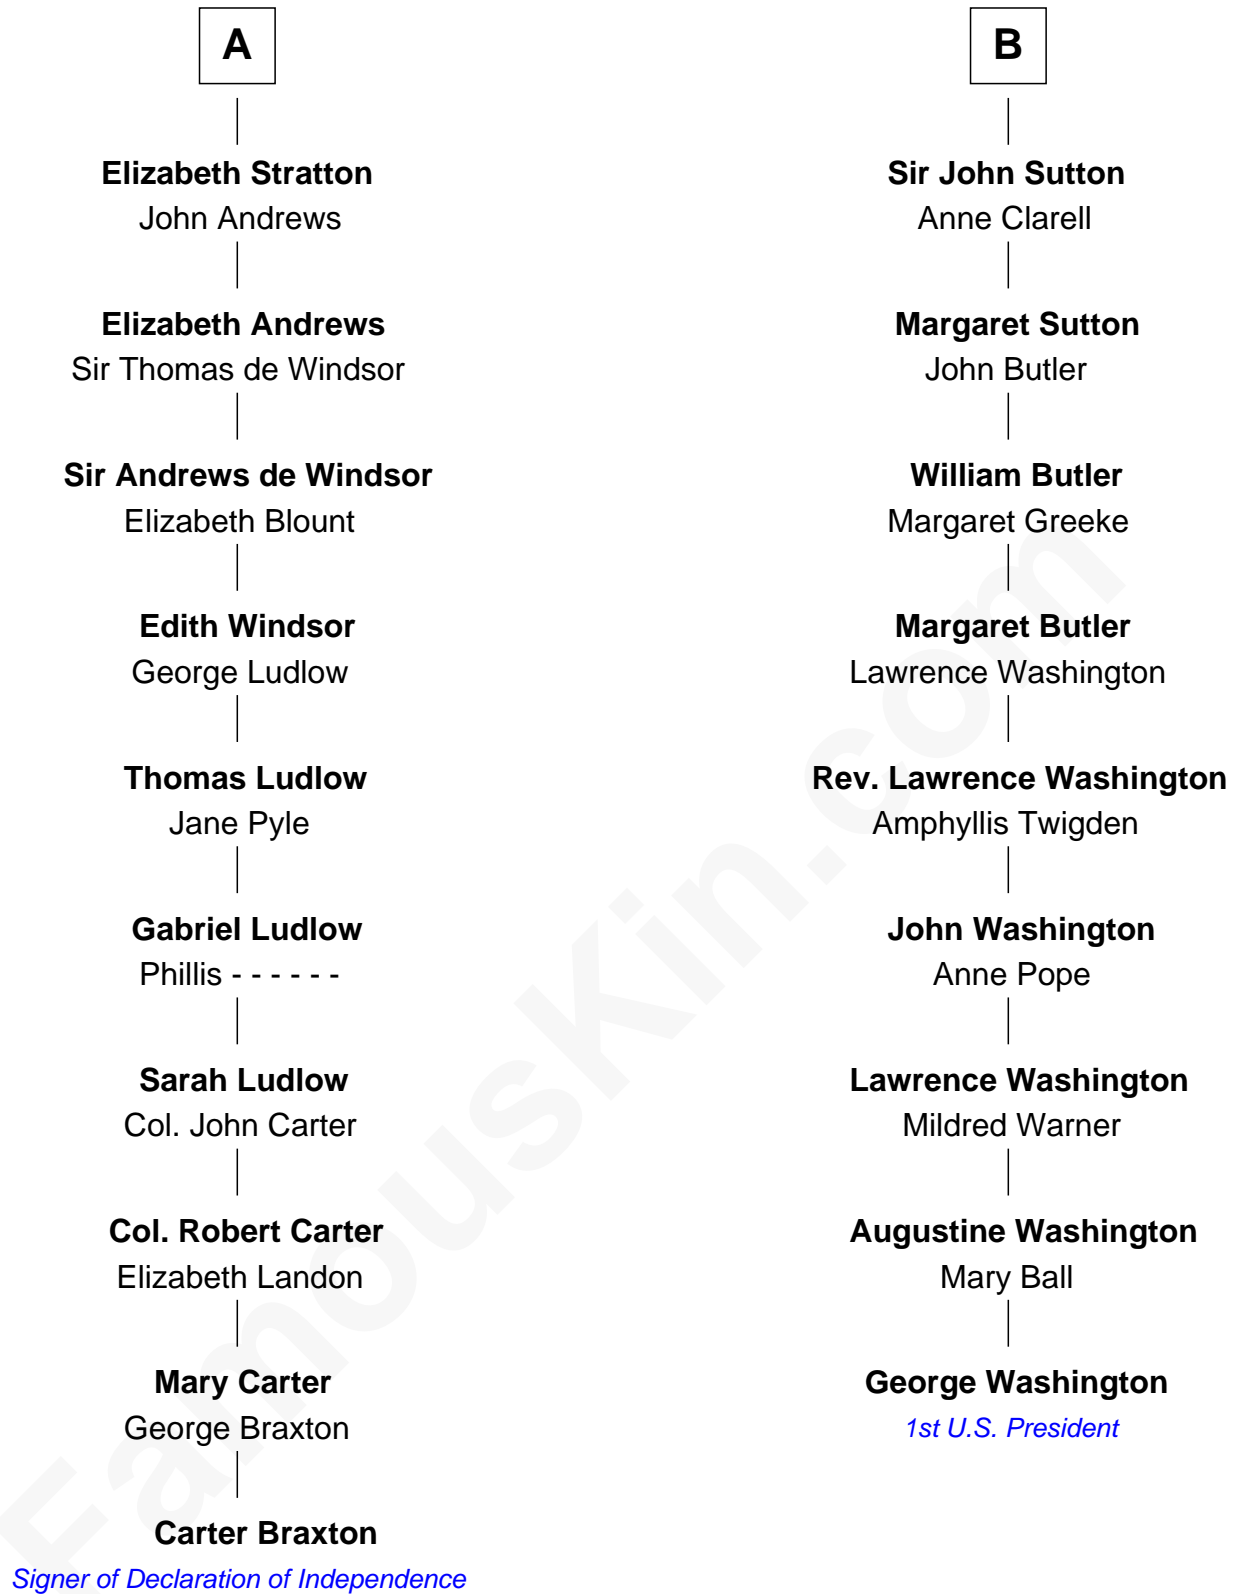 A
Elizabeth Stratton
John Andrews
Elizabeth Andrews
Sir Thomas de Windsor
Sir Andrews de Windsor
Elizabeth Blount
Edith Windsor
George Ludlow
Thomas Ludlow
Jane Pyle
Gabriel Ludlow
Phillis - - - - - -
Sarah Ludlow
Col. John Carter
Col. Robert Carter
Elizabeth Landon
Mary Carter
George Braxton
Carter Braxton
Signer of Declaration of Independence
B
Sir John Sutton
Anne Clarell
Margaret Sutton
John Butler
William Butler
Margaret Greeke
Margaret Butler
Lawrence Washington
Rev. Lawrence Washington
Amphyllis Twigden
John Washington
Anne Pope
Lawrence Washington
Mildred Warner
Augustine Washington
Mary Ball
George Washington
1st U.S. President
FamousKin.com